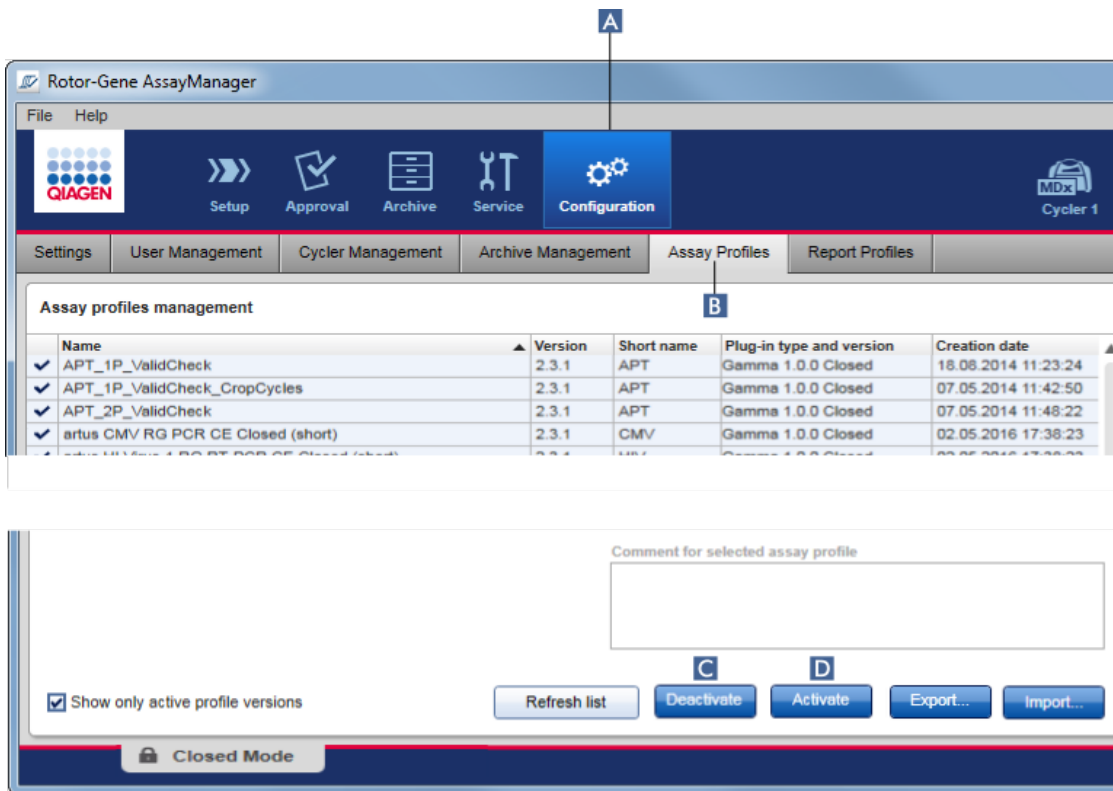 A
Rotor-Gene AssayManager
File Help
QIAGEN
Setup Approval Archive Service Configuration
MDx
Cycler 1
Settings User Management Cycler Management Archive Management Assay Profiles Report Profiles
B
Assay profiles management
Name Version Short name Plug-in type and version Creation date
APT_1P_ValidCheck 2.3.1 APT Gamma 1.0.0 Closed 18.08.2014 11:23:24
APT_1P_ValidCheck_CropCycles 2.3.1 APT Gamma 1.0.0 Closed 07.05.2014 11:42:50
APT_2P_ValidCheck 2.3.1 APT Gamma 1.0.0 Closed 07.05.2014 11:48:22
artus CMV RG PCR CE Closed (short) 2.3.1 CMV Gamma 1.0.0 Closed 02.05.2016 17:38:23
Comment for selected assay profile
C D
Show only active profile versions Refresh list Deactivate Activate Export... Import...
Closed Mode